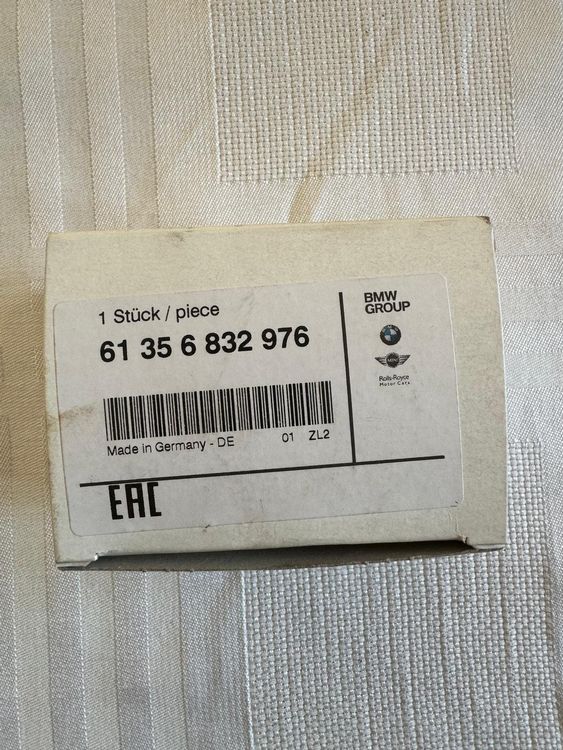 1 Stück / piece
61 35 6 832 976
Made in Germany - DE 01 ZL2
EAC
BMW
GROUP
MINI
Rolls-Royce
Motor Cars